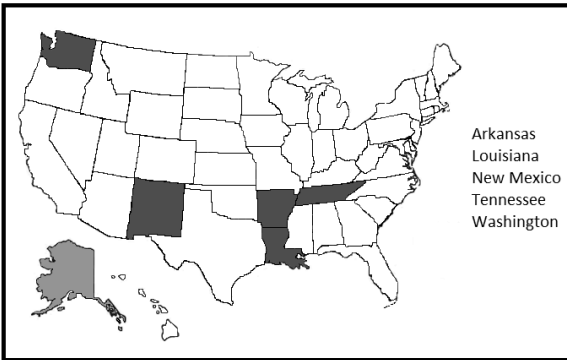 Arkansas
Louisiana
New Mexico
Tennessee
Washington